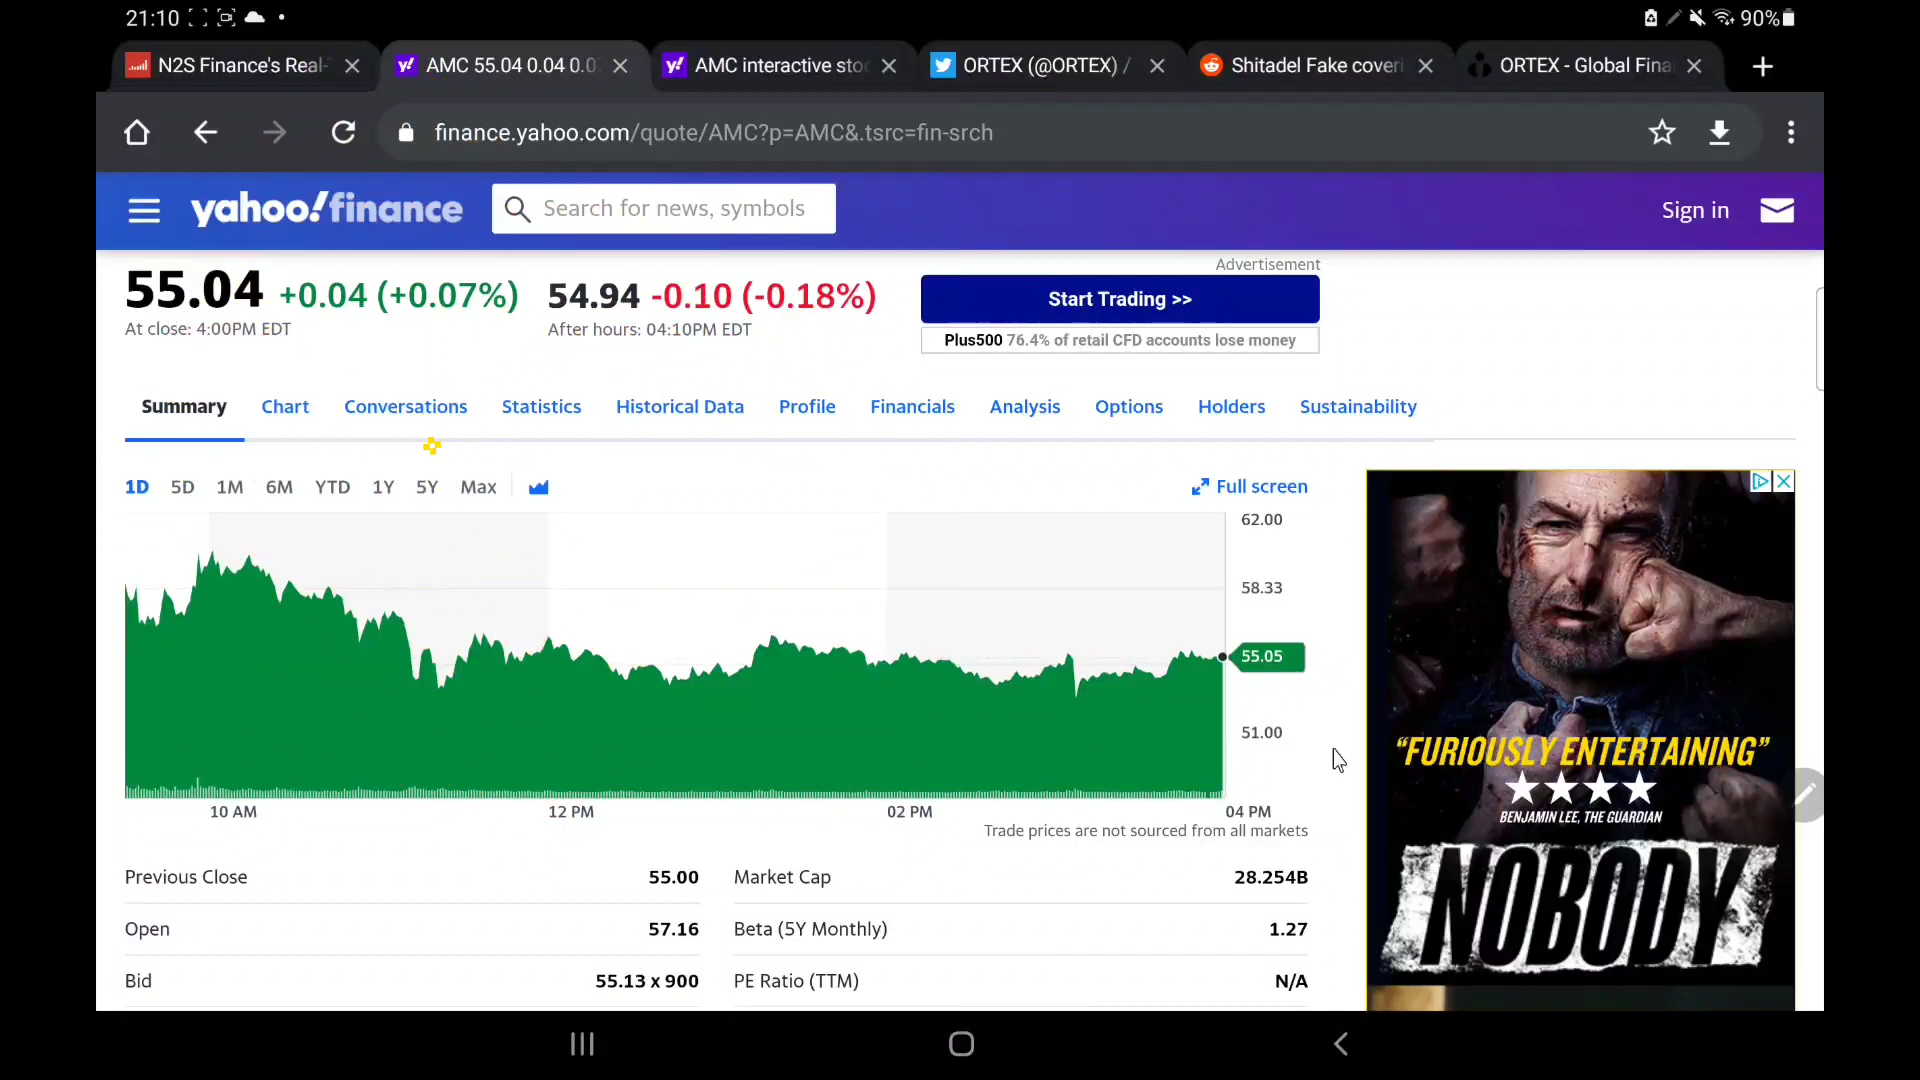 21:10
90%
N2S Finance's Real-
AMC 55.04 0.04 0.0
AMC interactive sto
ORTEX (@ORTEX) /
Shitadel Fake coveri
ORTEX - Global Fina
finance.yahoo.com/quote/AMC?p=AMC&.tsrc=fin-srch
yahoo!finance
Search for news, symbols
Sign in
55.04 +0.04 (+0.07%)
At close: 4:00PM EDT
54.94 -0.10 (-0.18%)
After hours: 04:10PM EDT
Advertisement
Start Trading >>
Plus500 76.4% of retail CFD accounts lose money
Summary Chart Conversations Statistics Historical Data Profile Financials Analysis Options Holders Sustainability
1D 5D 1M 6M YTD 1Y 5Y Max
Full screen
62.00
58.33
55.05
51.00
10 AM 12 PM 02 PM 04 PM
Trade prices are not sourced from all markets
Previous Close 55.00
Open 57.16
Bid 55.13 x 900
Market Cap 28.254B
Beta (5Y Monthly) 1.27
PE Ratio (TTM) N/A
“FURIOUSLY ENTERTAINING”
BENJAMIN LEE, THE GUARDIAN
NOBODY